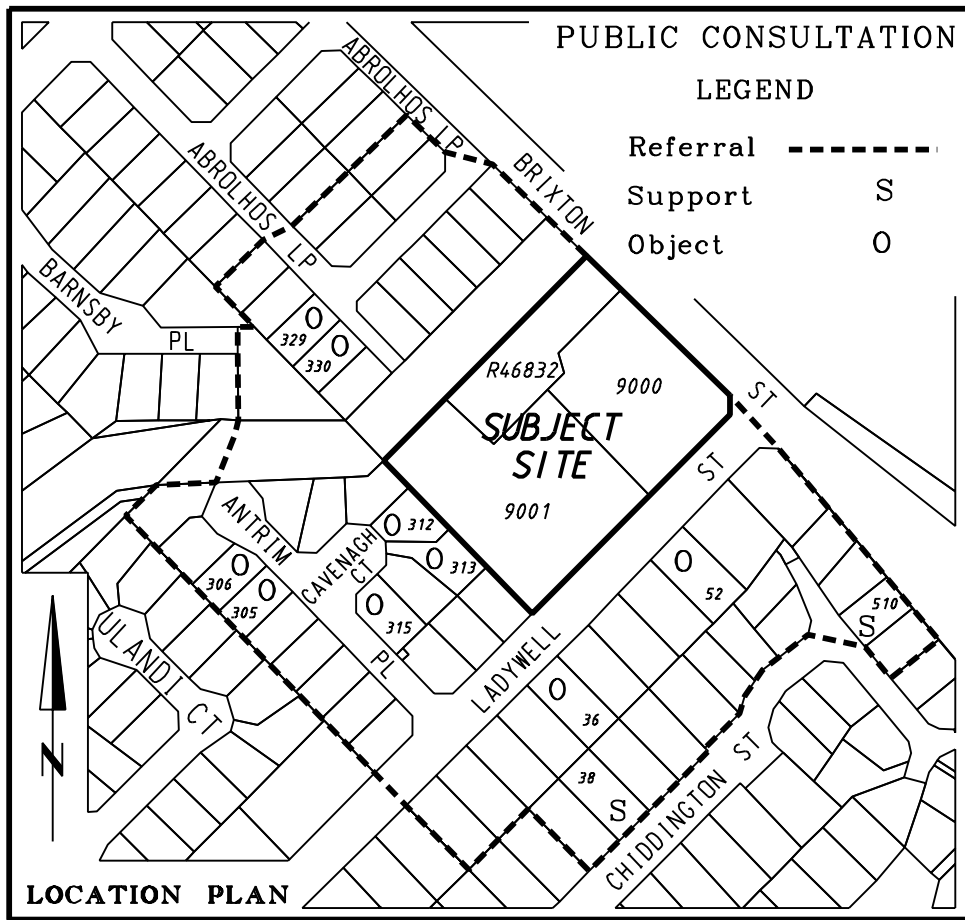 PUBLIC CONSULTATION
LEGEND
Referral
Support S
Object O
ABROLHOS LP
ABROLHOS LP
BRIXTON
ST
BARNSBY
PL
O
329
O
330
R46832
9000
SUBJECT
SITE
9001
ST
ANTRIM
PL
CAVENAGH
CT
O 312
O 313
O
315
O
306
O
305
ULANDI
CT
LADYWELL
O
52
510
S
O
36
38
S
CHIDDINGTON ST
N
LOCATION PLAN